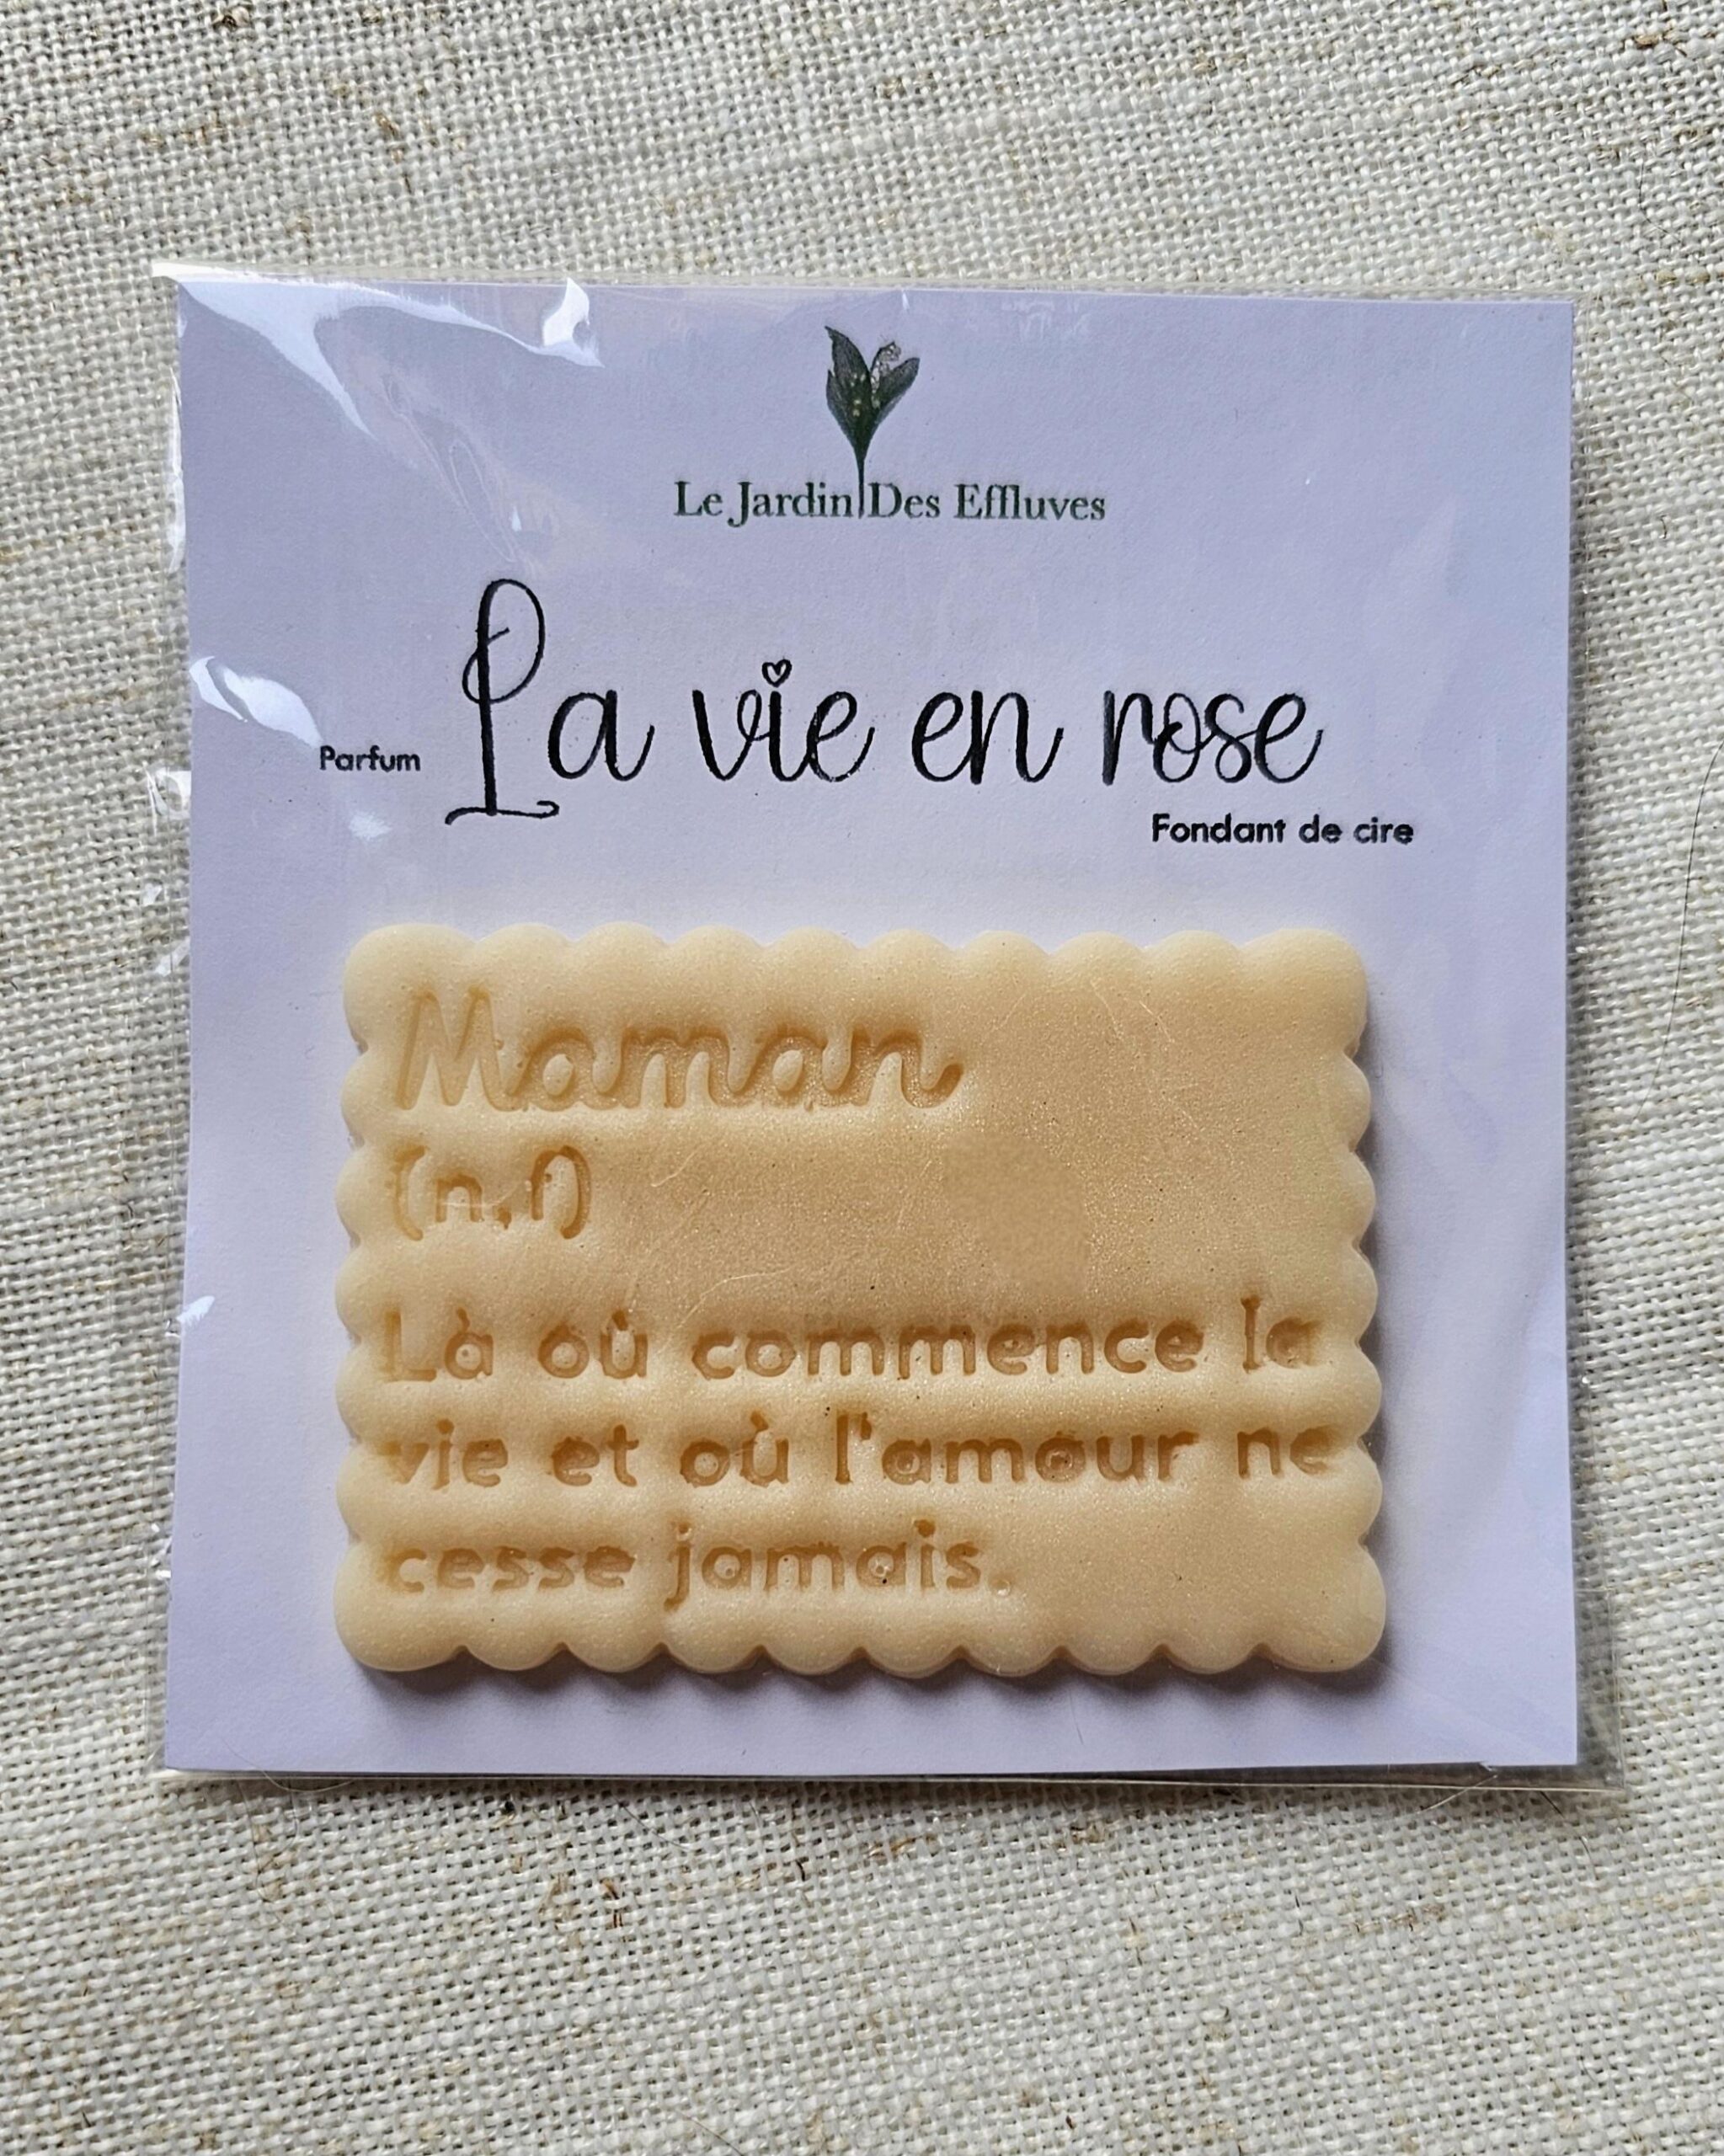 Le Jardin Des Effluves
Parfum La vie en rose
Fondant de cire
Maman
(n.f)
Là où commence la
vie et où l'amour ne
cesse jamais.